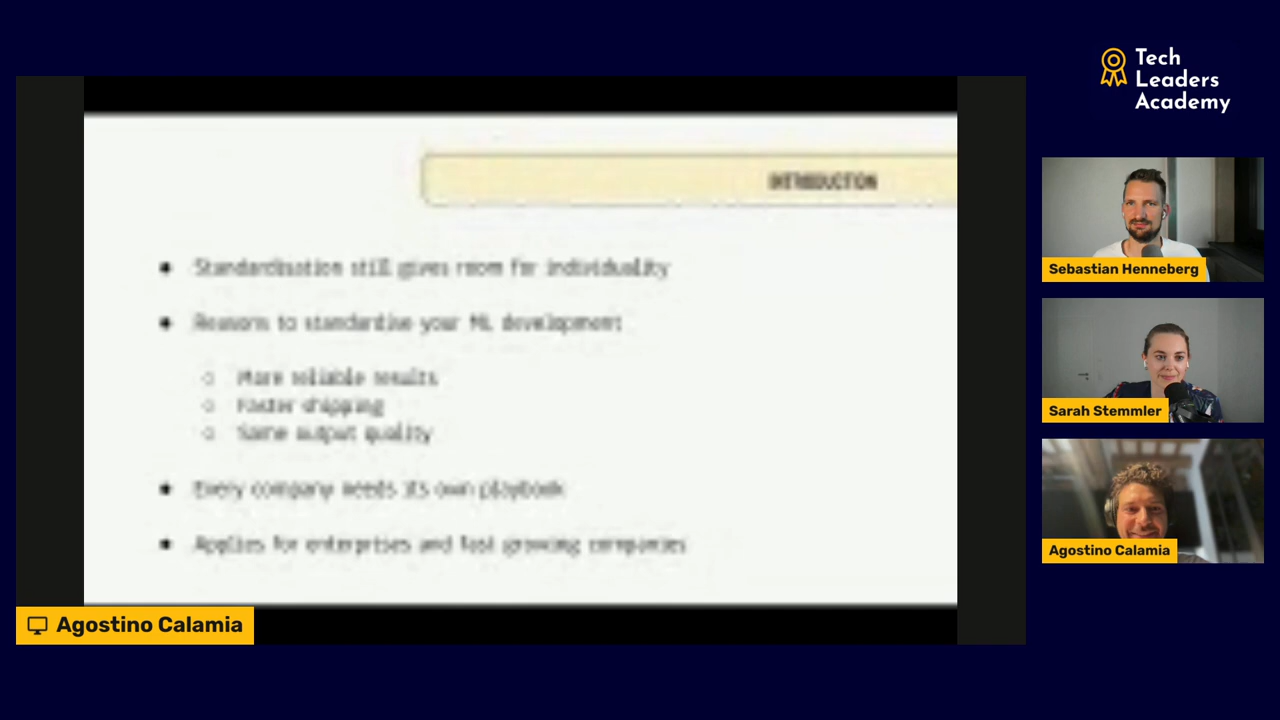 Tech
Leaders
Academy
INTRODUCTION
Standardisation still gives room for individuality
Reasons to standardise your ML development
More reliable results
Faster shipping
Same output quality
Every company needs its own playbook
Applies for enterprises and fast growing companies
Agostino Calamia
Sebastian Henneberg
Sarah Stemmler
Agostino Calamia